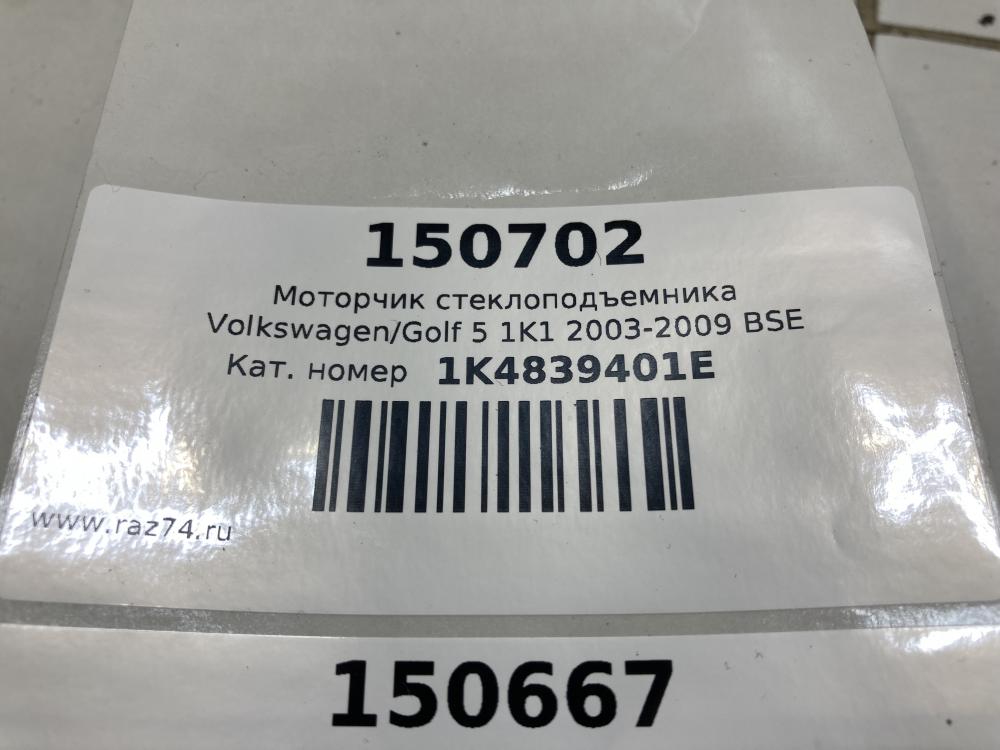 150702
Моторчик стеклоподъемника
Volkswagen/Golf 5 1K1 2003-2009 BSE
Кат. номер 1K4839401E
www.raz74.ru
150667